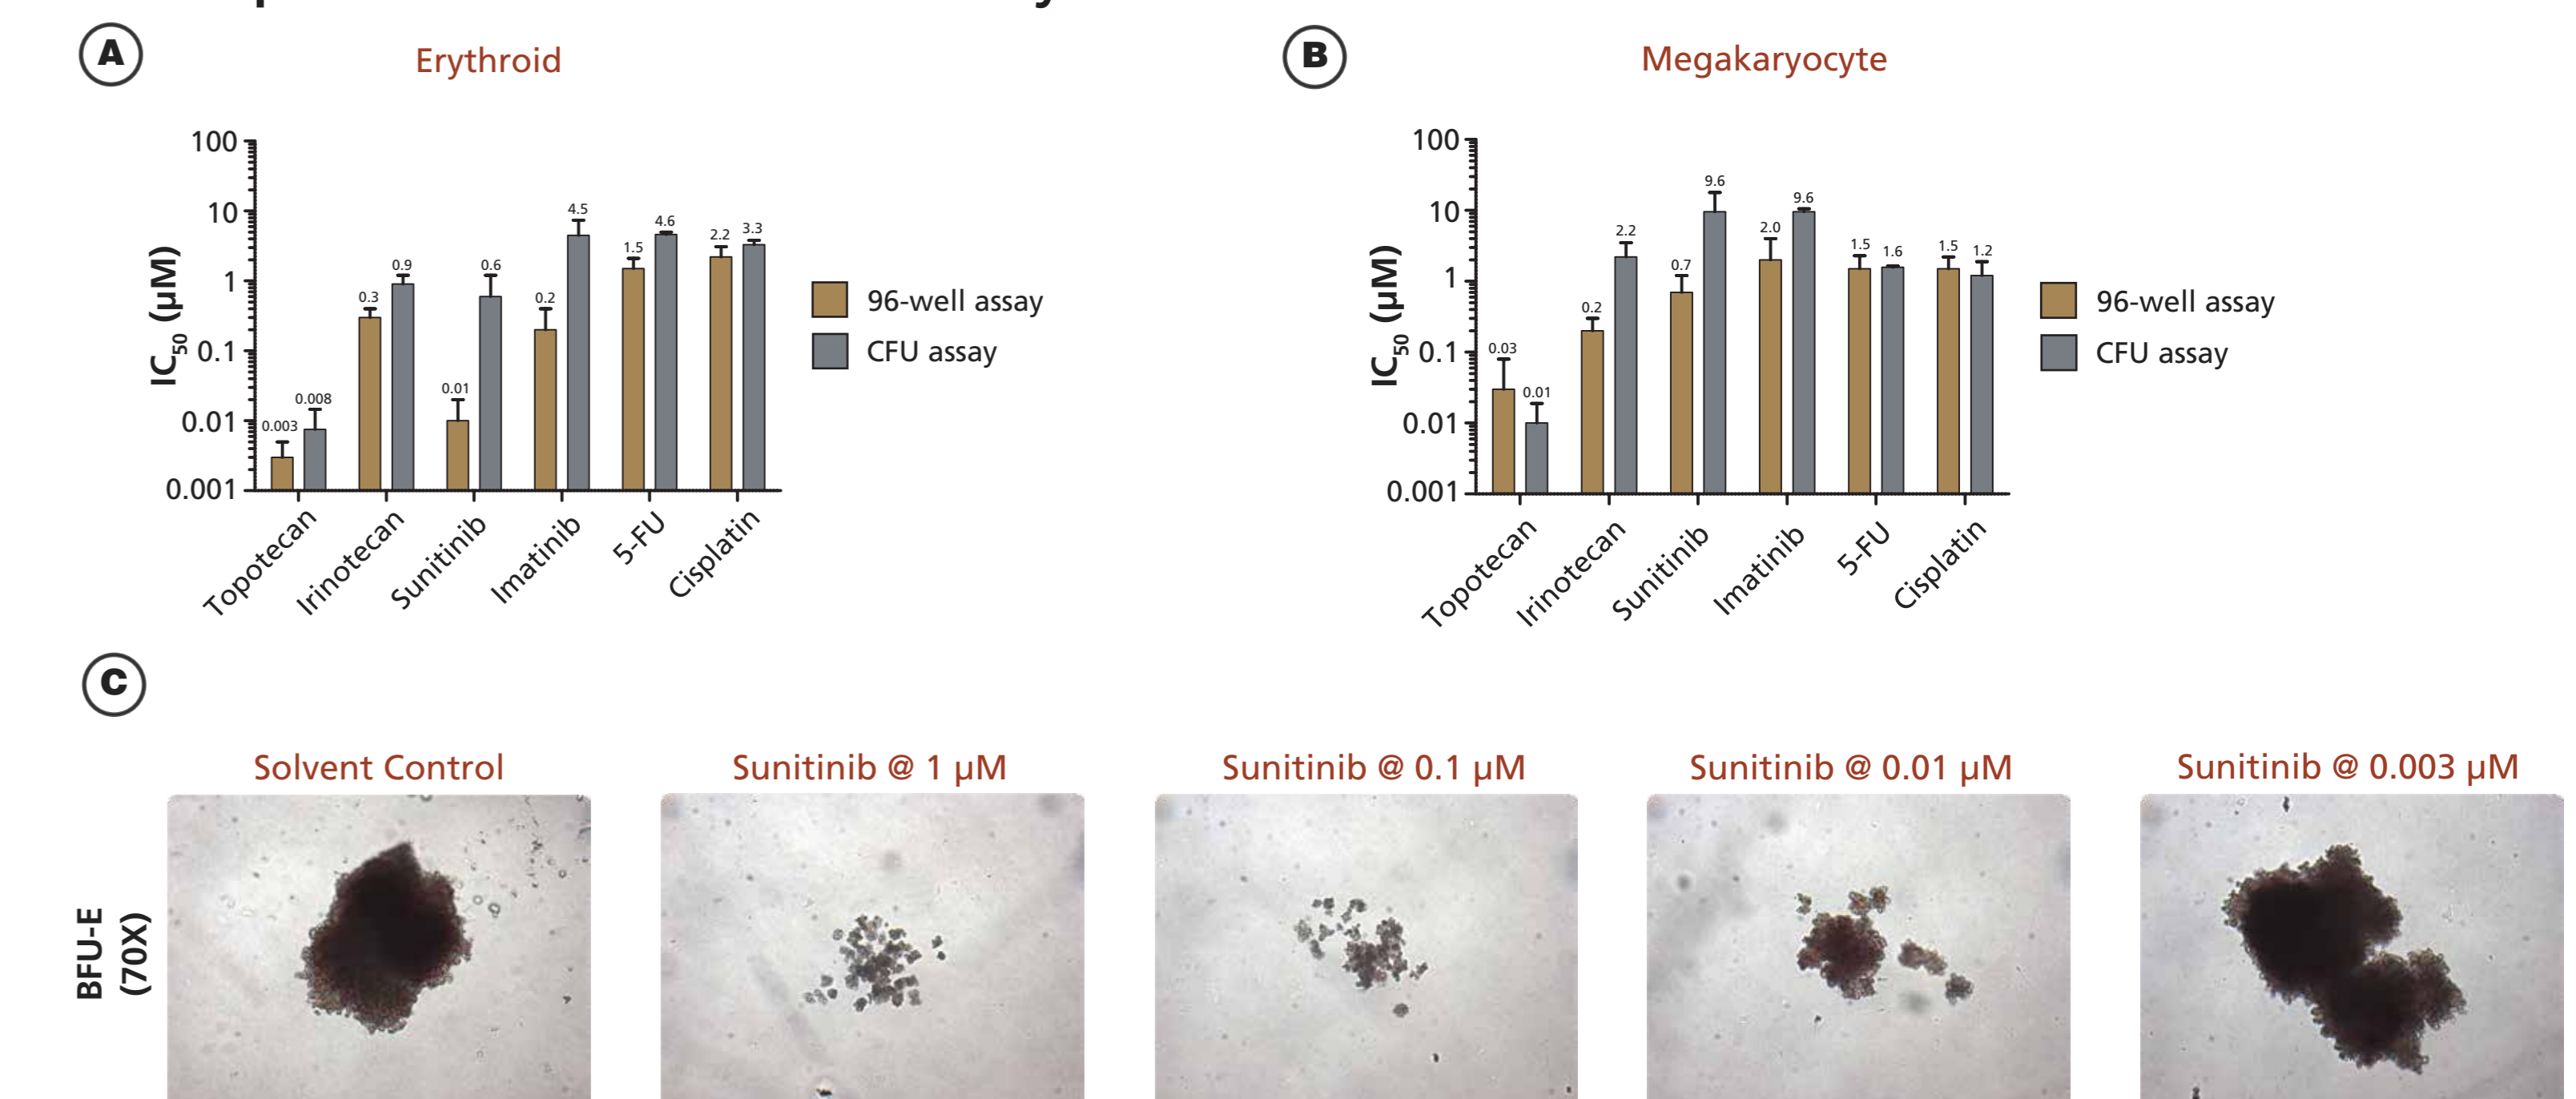 A
Erythroid
100
10
1
0.1
0.01
0.001
IC50 (µM)
0.003
0.008
0.3
0.9
0.01
0.6
0.2
4.5
1.5
4.6
2.2
3.3
Topotecan
Irinotecan
Sunitinib
Imatinib
5-FU
Cisplatin
96-well assay
CFU assay
B
Megakaryocyte
100
10
1
0.1
0.01
0.001
IC50 (µM)
0.03
0.01
0.2
2.2
0.7
9.6
2.0
9.6
1.5
1.6
1.5
1.2
Topotecan
Irinotecan
Sunitinib
Imatinib
5-FU
Cisplatin
96-well assay
CFU assay
C
Solvent Control
Sunitinib @ 1 µM
Sunitinib @ 0.1 µM
Sunitinib @ 0.01 µM
Sunitinib @ 0.003 µM
BFU-E
(70X)